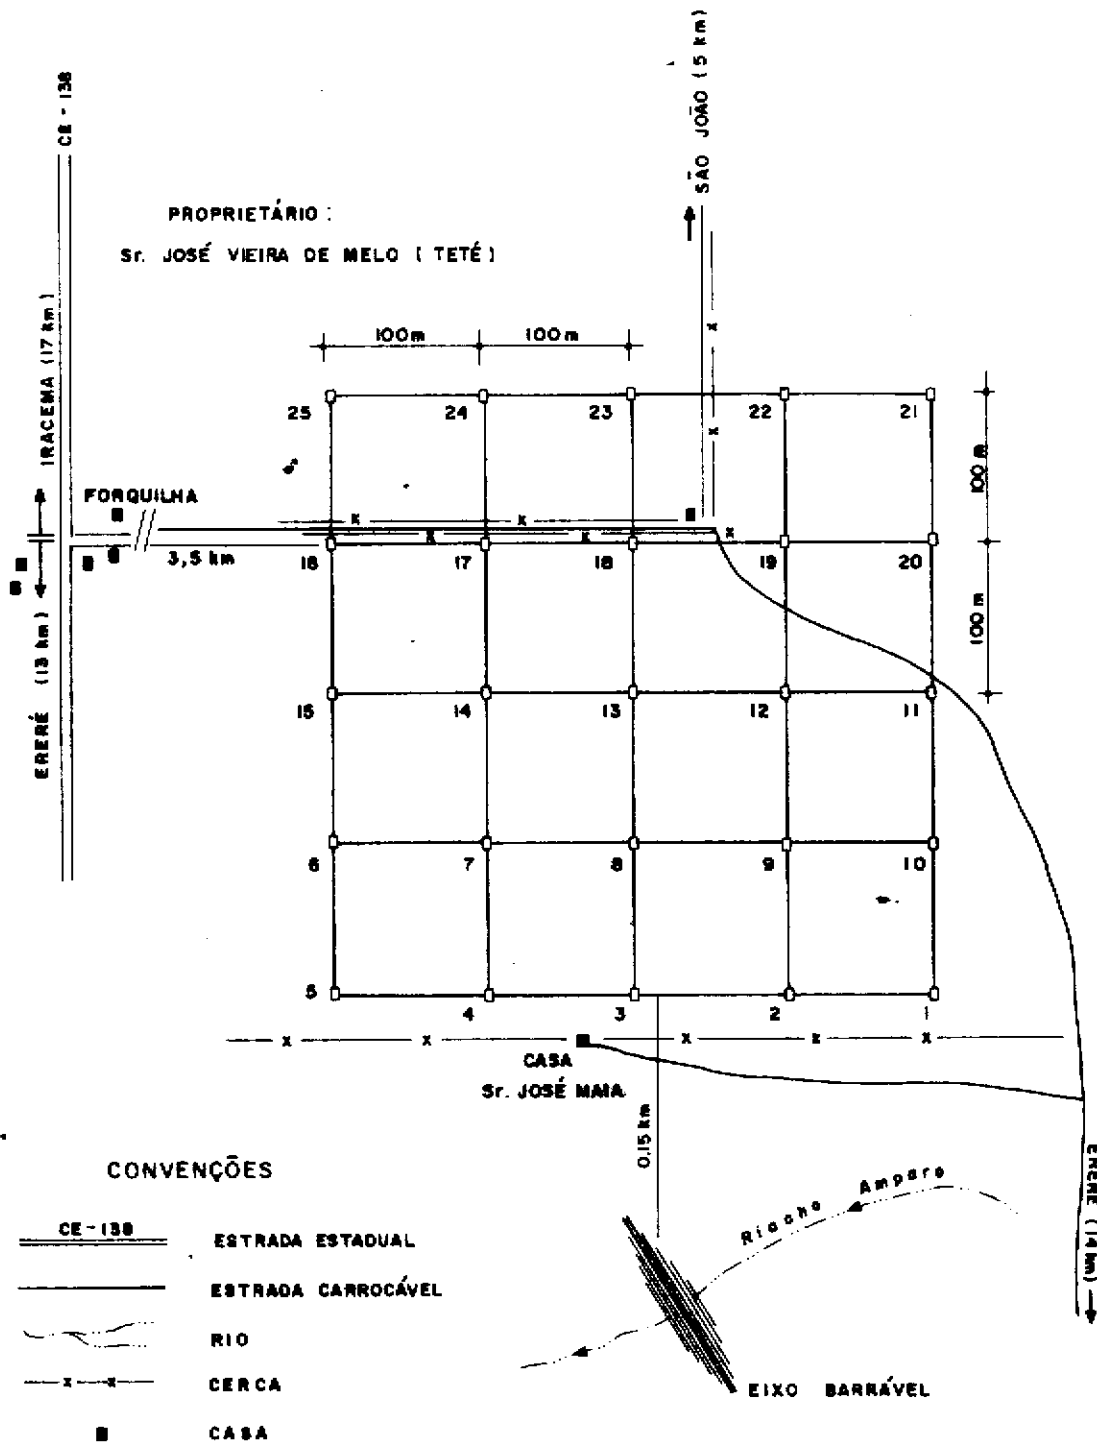 CE - 138
SÃO JOÃO (5 km)
PROPRIETÁRIO :
Sr. JOSÉ VIEIRA DE MELO ( TETÉ )
IRACEMA (17 km)
100m
100 m
25
24
23
22
21
100 m
FORQUILHA
3,5 km
16
17
18
19
20
100 m
ERERÉ (13 km)
15
14
13
12
11
6
7
8
9
10
5
4
3
2
1
CASA
Sr. JOSÉ MAIA
0,15 km
ERERÉ (14 km)
Riacho Amparo
EIXO BARRÁVEL
CONVENÇÕES
CE-138
ESTRADA ESTADUAL
ESTRADA CARROCÁVEL
RIO
CERCA
CASA